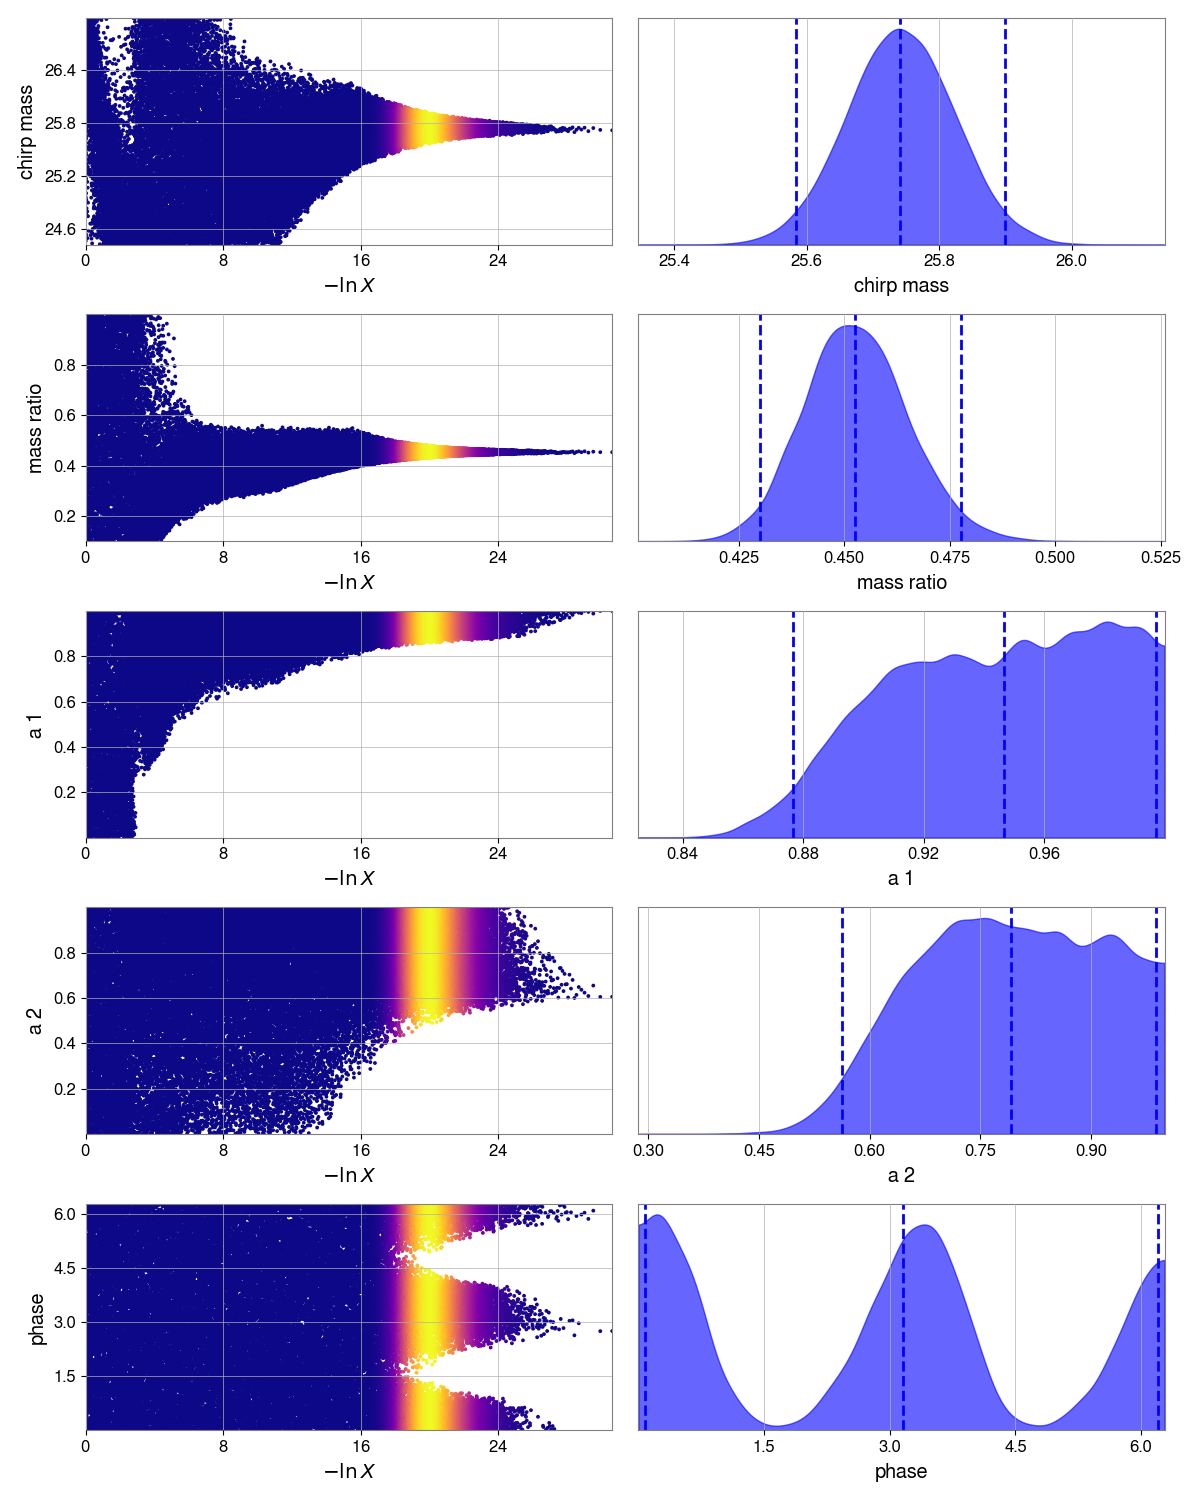 26.4
25.8
25.2
24.6
chirp mass
0 8 16 24
−ln X
25.4 25.6 25.8 26.0
chirp mass
0.8
0.6
0.4
0.2
mass ratio
0 8 16 24
−ln X
0.425 0.450 0.475 0.500 0.525
mass ratio
0.8
0.6
0.4
0.2
a 1
0 8 16 24
−ln X
0.84 0.88 0.92 0.96
a 1
0.8
0.6
0.4
0.2
a 2
0 8 16 24
−ln X
0.30 0.45 0.60 0.75 0.90
a 2
6.0
4.5
3.0
1.5
phase
0 8 16 24
−ln X
1.5 3.0 4.5 6.0
phase